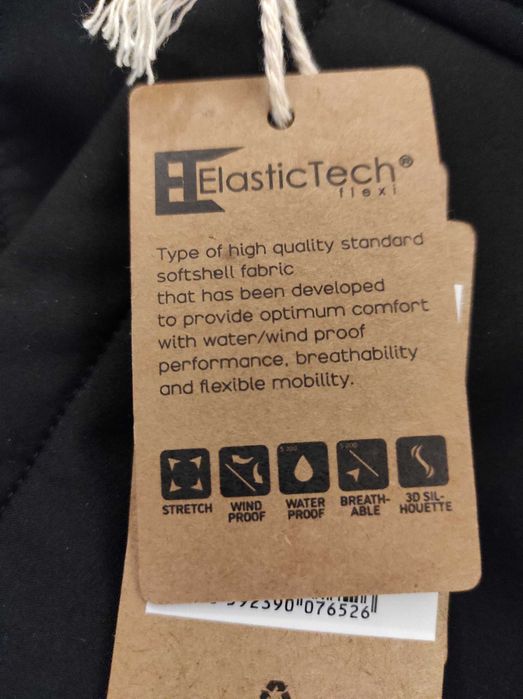 ElasticTech®
flexi
Type of high quality standard
softshell fabric
that has been developed
to provide optimum comfort
with water/wind proof
performance, breathability
and flexible mobility.
STRETCH
WIND
PROOF
WATER
PROOF
BREATH-
ABLE
3D SIL-
HOUETTE
076526